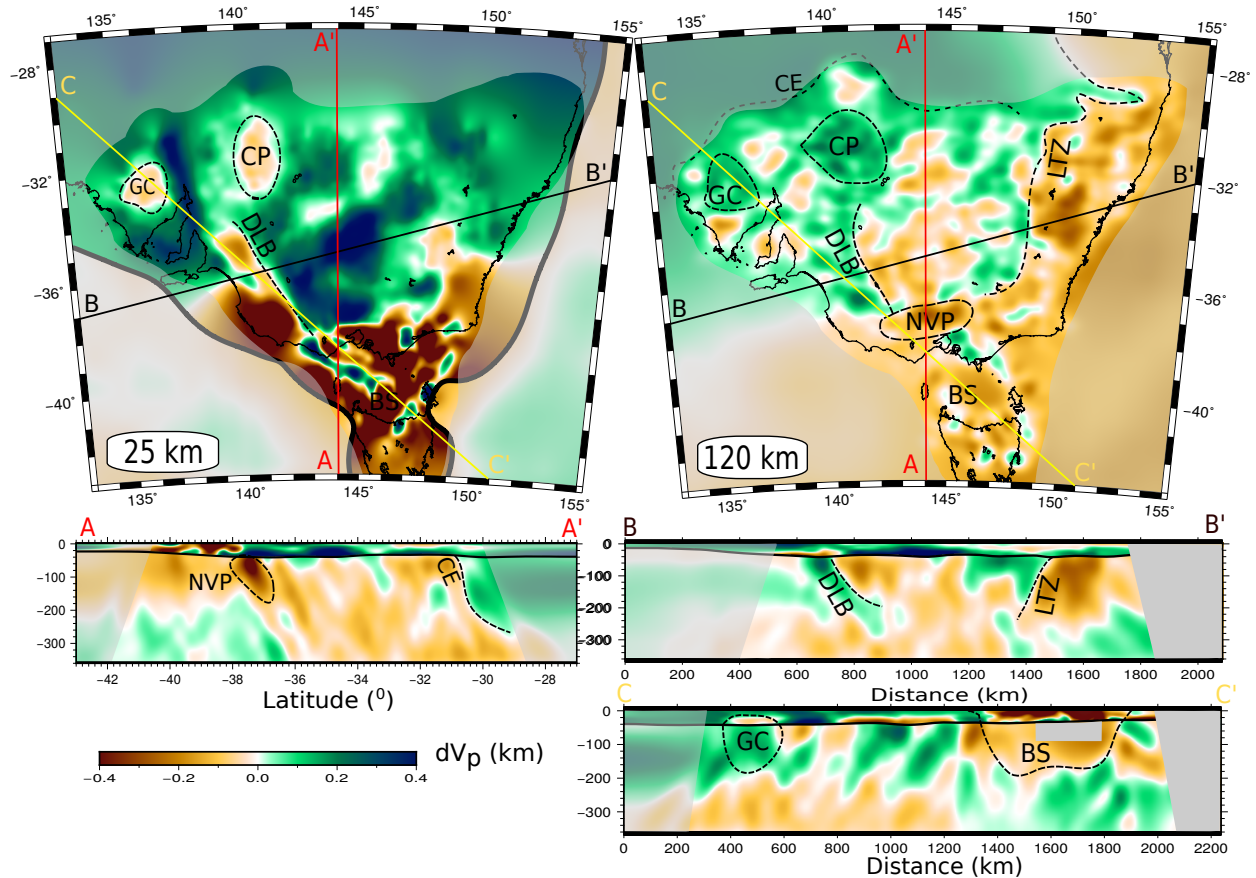 135° 140° 145° 150° 155°
A'
−28°
C
CE
CP
GC
LTZ
B'
−32°
DLB
B
NVP
−36°
BS
−40°
25 km
A
C'
135° 140° 145° 150° 155°
135° 140° 145° 150° 155°
A'
−28°
C
CE
CP
GC
LTZ
B'
−32°
DLB
B
NVP
−36°
BS
−40°
120 km
A
C'
135° 140° 145° 150° 155°
A A'
0
−100
−200
−300
NVP
CE
−42 −40 −38 −36 −34 −32 −30 −28
Latitude (⁰)
B B'
0
−100
−200
−300
DLB
LTZ
0 200 400 600 800 1000 1200 1400 1600 1800 2000
Distance (km)
C C'
0
−100
−200
−300
GC
BS
0 200 400 600 800 1000 1200 1400 1600 1800 2000 2200
Distance (km)
dVp (km)
−0.4 −0.2 0.0 0.2 0.4